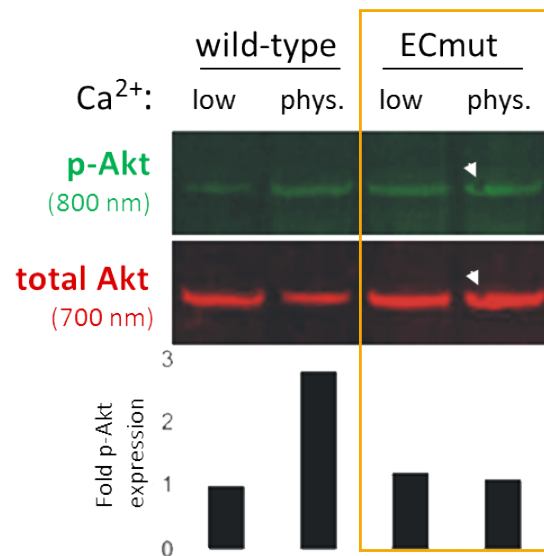 wild-type ECmut
Ca2+: low phys. low phys.
p-Akt
(800 nm)
total Akt
(700 nm)
3
2
1
0
Fold p-Akt
expression